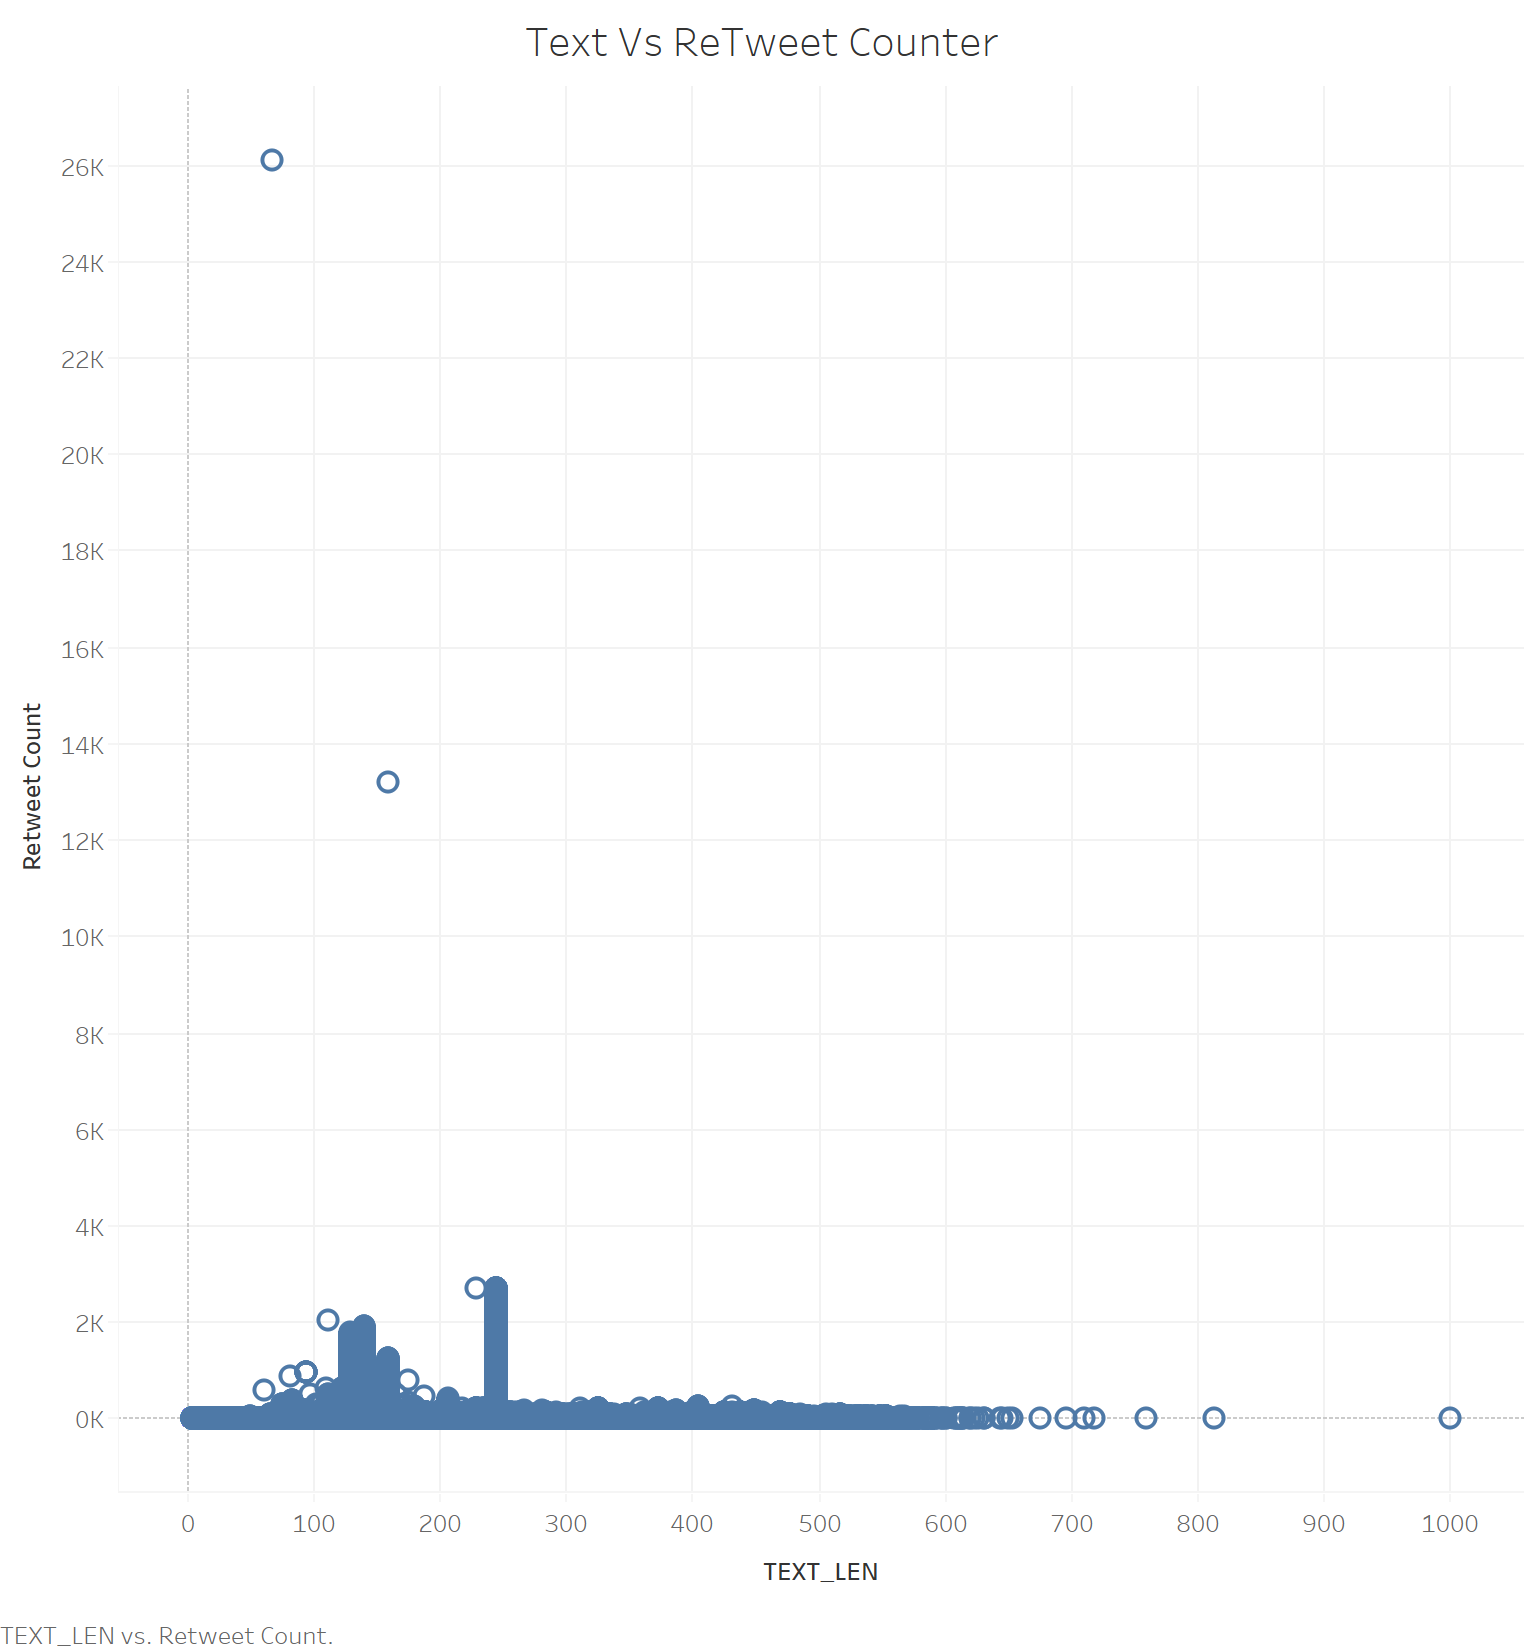 Text Vs ReTweet Counter
26K
24K
22K
20K
18K
16K
14K
12K
10K
8K
6K
4K
2K
0K
Retweet Count
0 100 200 300 400 500 600 700 800 900 1000
TEXT_LEN
TEXT_LEN vs. Retweet Count.